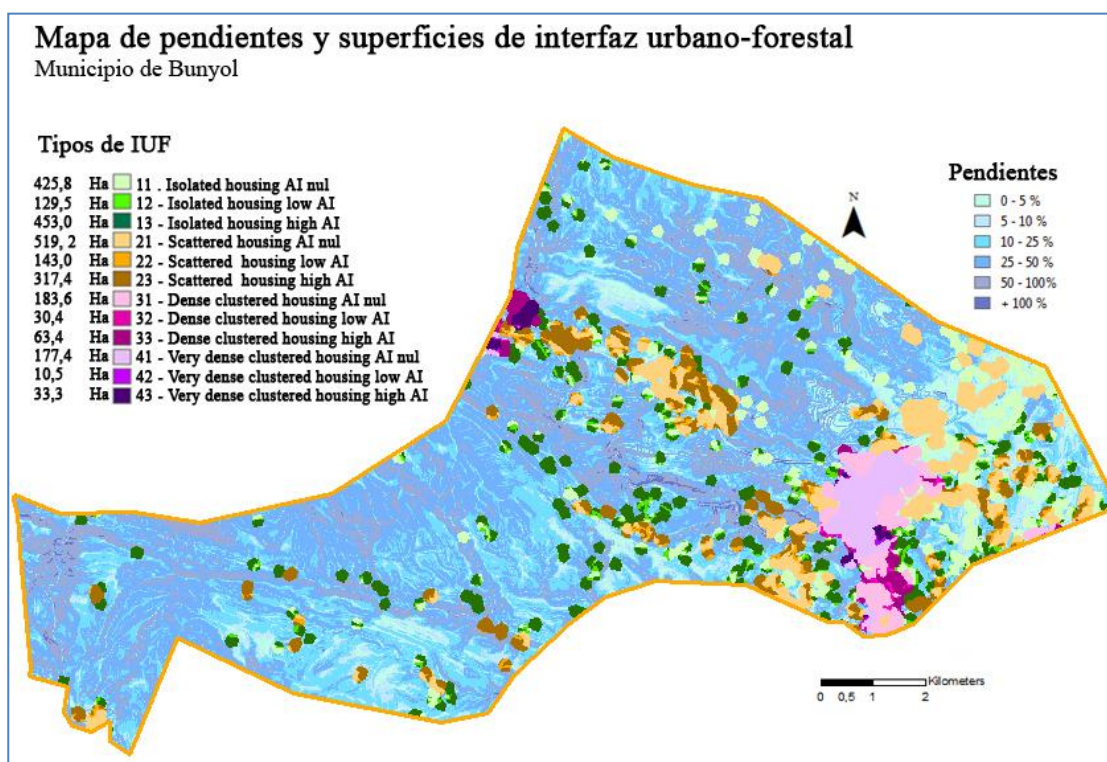 Mapa de pendientes y superficies de interfaz urbano-forestal
Municipio de Bunyol
Tipos de IUF
425,8 Ha 11 . Isolated housing AI nul
129,5 Ha 12 - Isolated housing low AI
453,0 Ha 13 - Isolated housing high AI
519, 2 Ha 21 - Scattered housing AI nul
143,0 Ha 22 - Scattered housing low AI
317,4 Ha 23 - Scattered housing high AI
183,6 Ha 31 - Dense clustered housing AI nul
30,4 Ha 32 - Dense clustered housing low AI
63,4 Ha 33 - Dense clustered housing high AI
177,4 Ha 41 - Very dense clustered housing AI nul
10,5 Ha 42 - Very dense clustered housing low AI
33,3 Ha 43 - Very dense clustered housing high AI
N
Pendientes
0 - 5 %
5 - 10 %
10 - 25 %
25 - 50 %
50 - 100%
+ 100 %
Kilometers
0 0,5 1 2